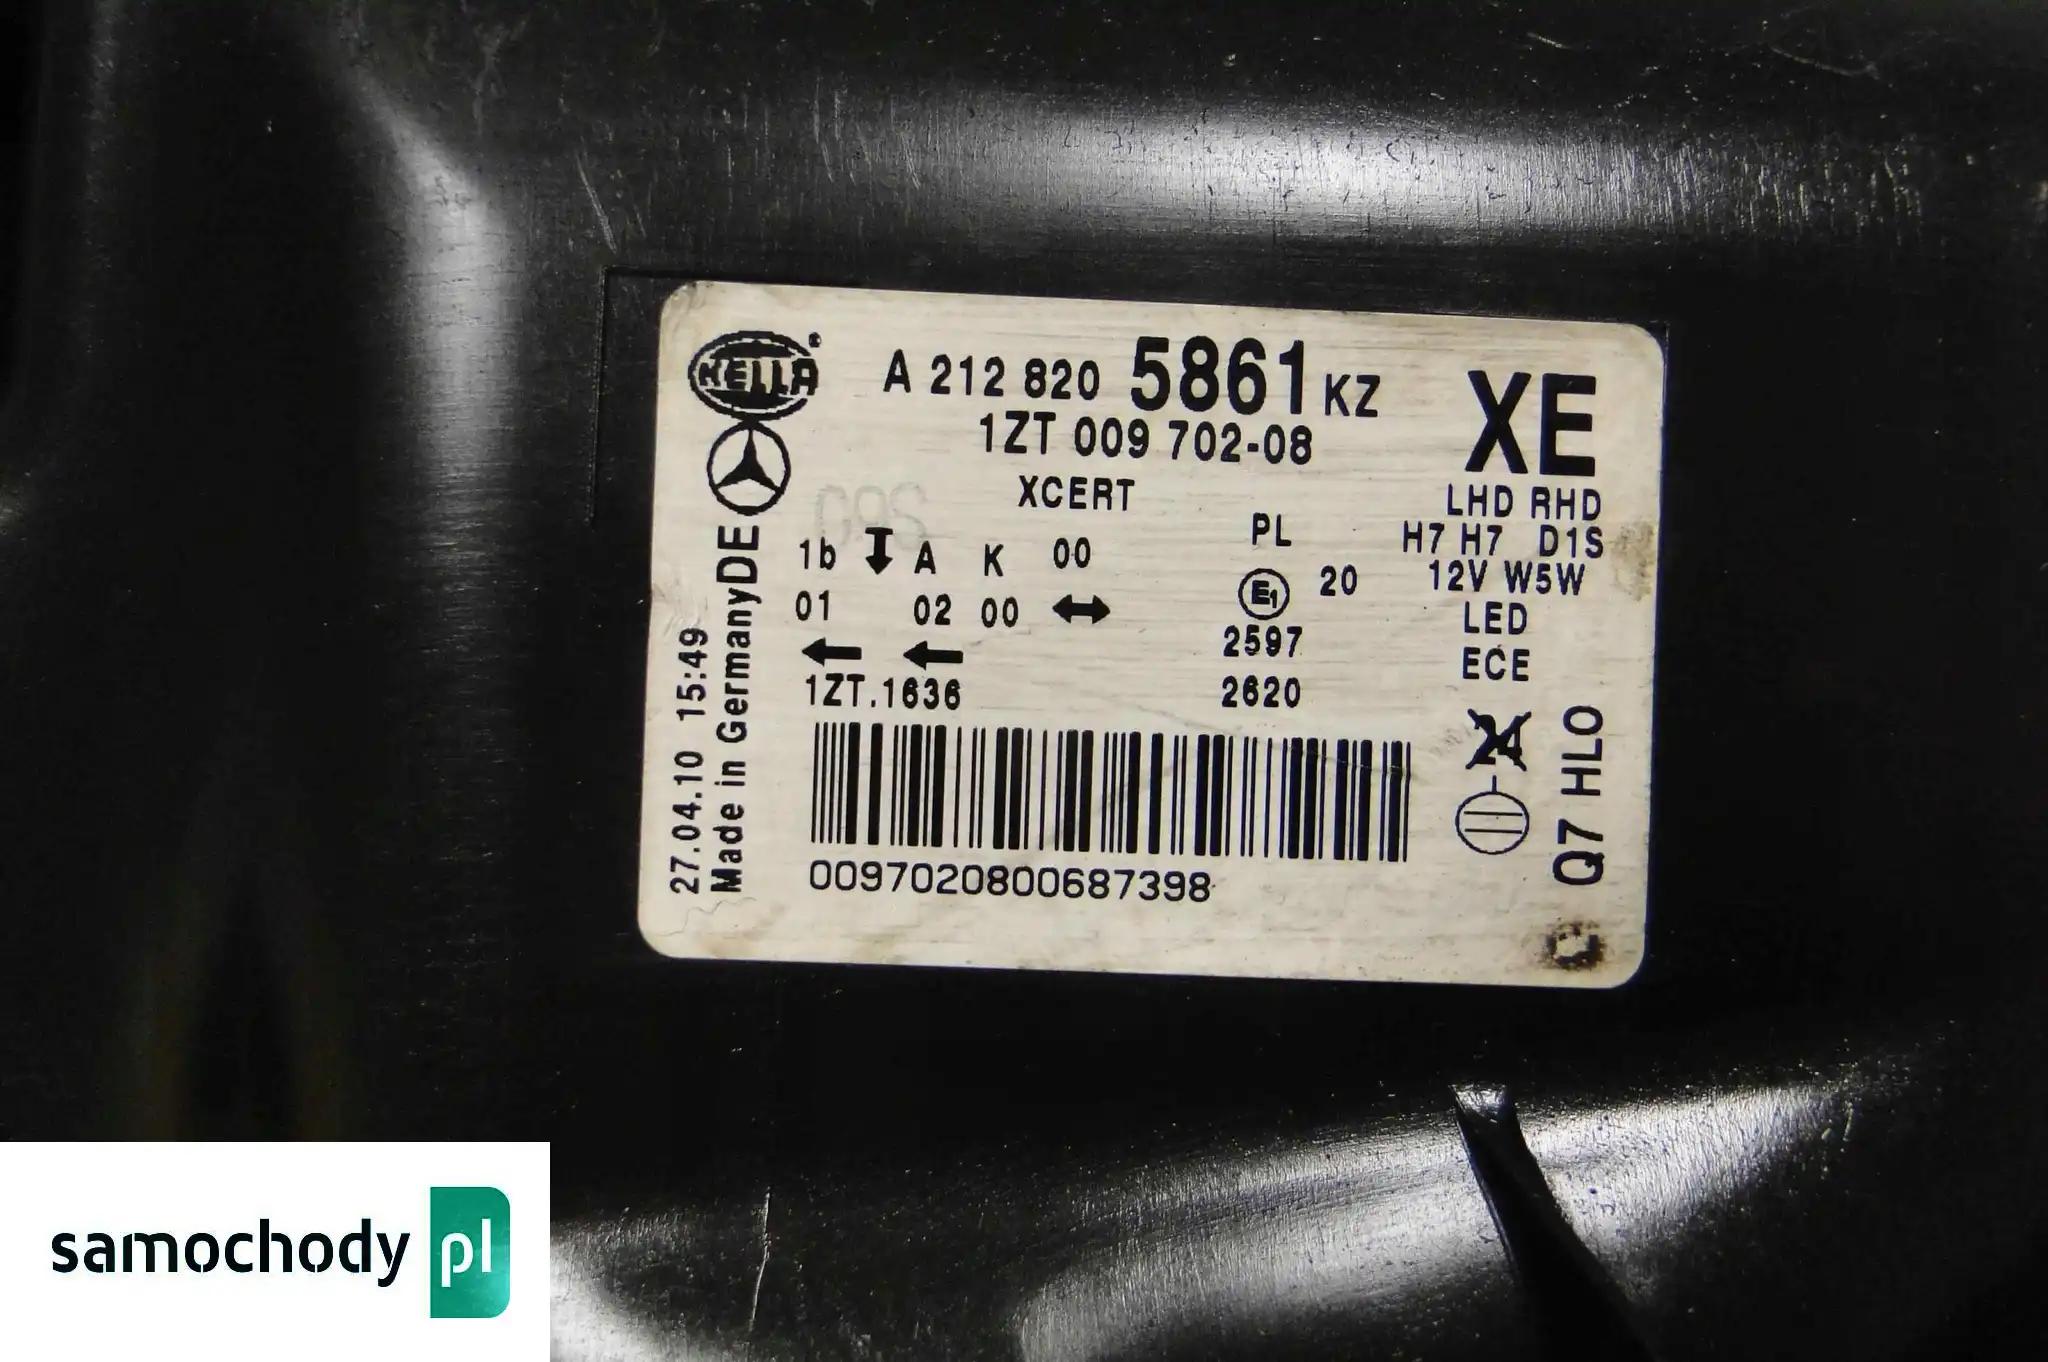 HELLA
A 212 820 5861 KZ
XE
1ZT 009 702-08
XCERT
LHD RHD
H7 H7 D1S
12V W5W
LED
ECE
DE
1b A K 00
01 02 00
1ZT.1636
PL
E1 20
2597
2620
24
Q7 HLO
27.04.10 15:49
Made in Germany
0097020800687398
samochody pl